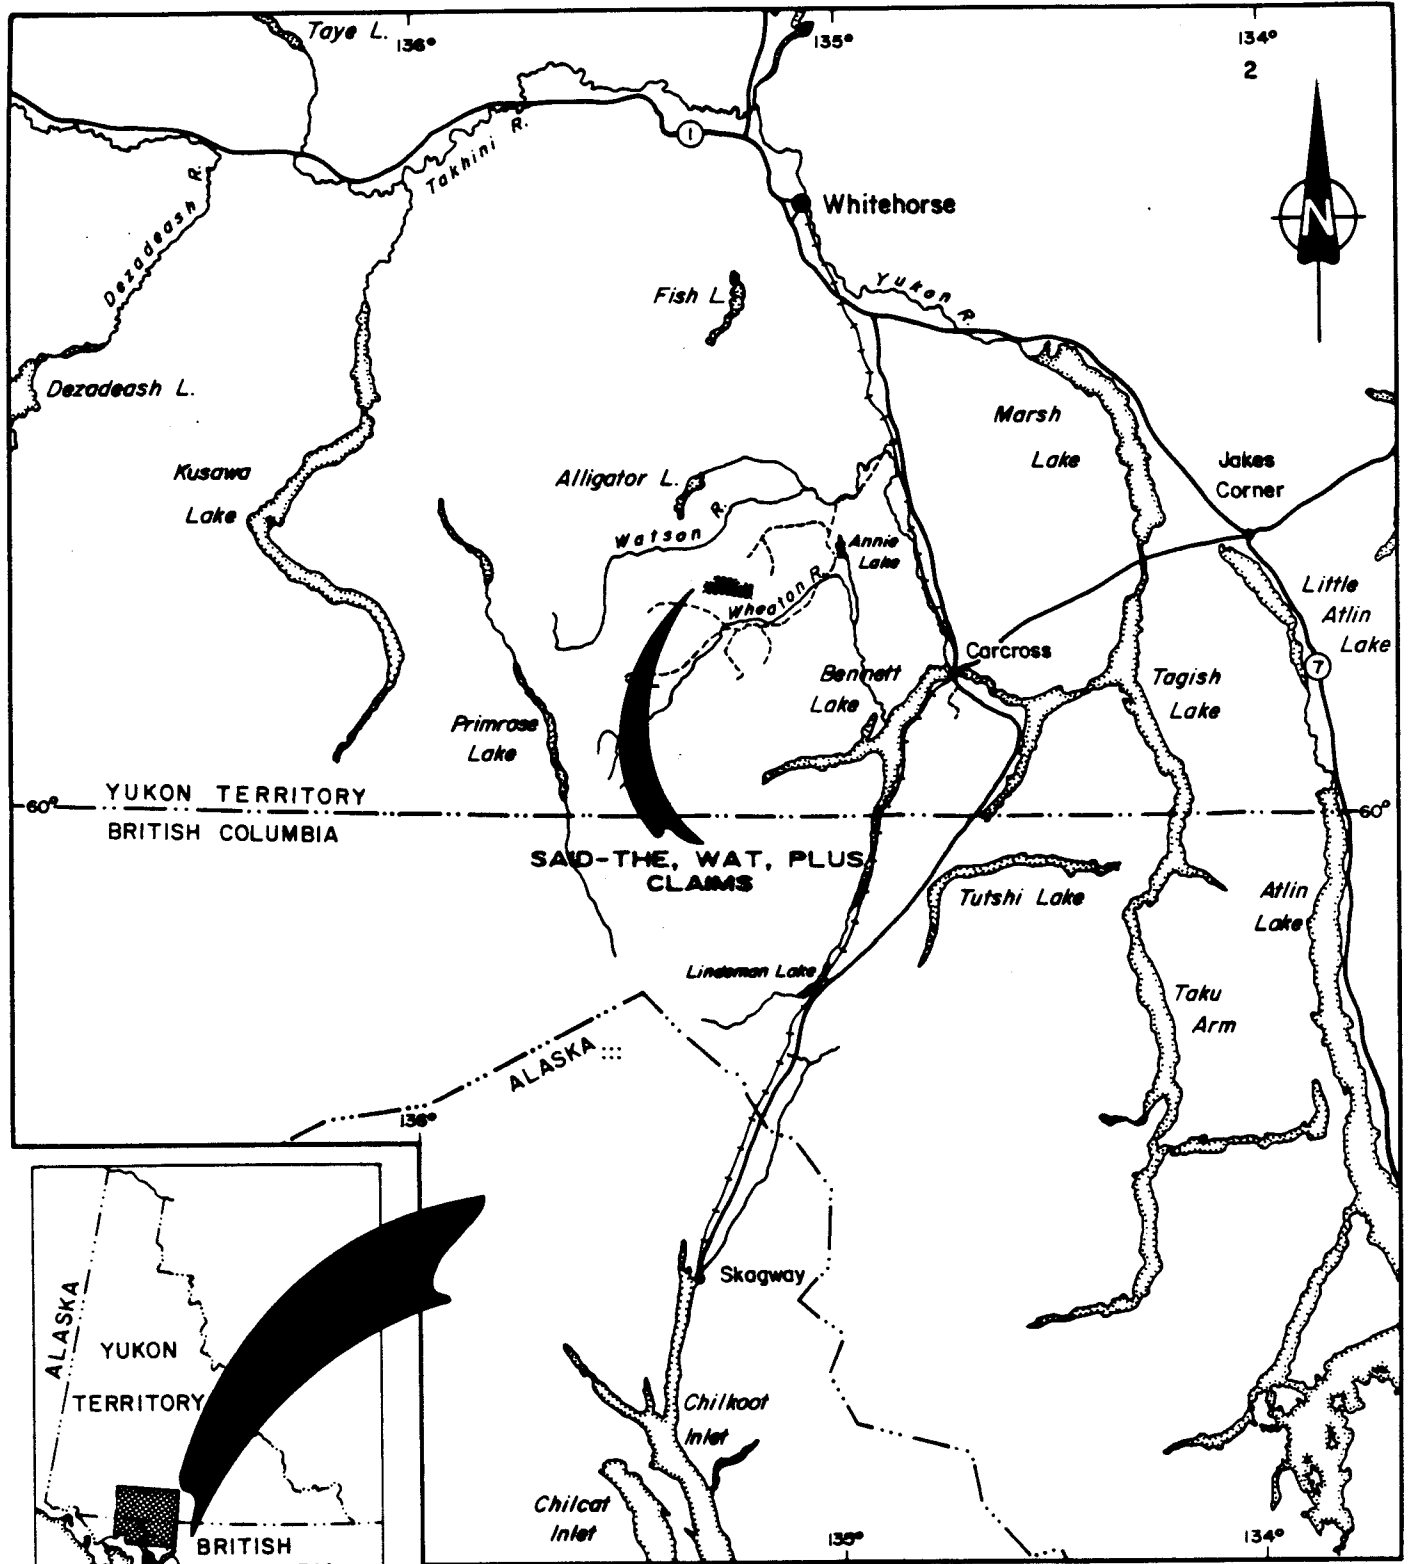 Taye L.
136°
135°
134°
2
1
Takhini R.
Dezadeash R.
Whitehorse
N
Yukon R.
Fish L.
Dezadeash L.
Marsh
Lake
Kusawa
Lake
Alligator L.
Jakes
Corner
Watson R.
Annie
Lake
Wheaton R.
Little
Atlin
Lake
7
Carcross
Bennett
Lake
Tagish
Lake
Primrose
Lake
YUKON TERRITORY
60°
60°
BRITISH COLUMBIA
SAID-THE, WAT, PLUS
CLAIMS
Tutshi Lake
Atlin
Lake
Lindeman Lake
Taku
Arm
ALASKA
136°
Skagway
ALASKA
YUKON
TERRITORY
Chilkoot
Inlet
Chilcat
Inlet
BRITISH
135°
134°